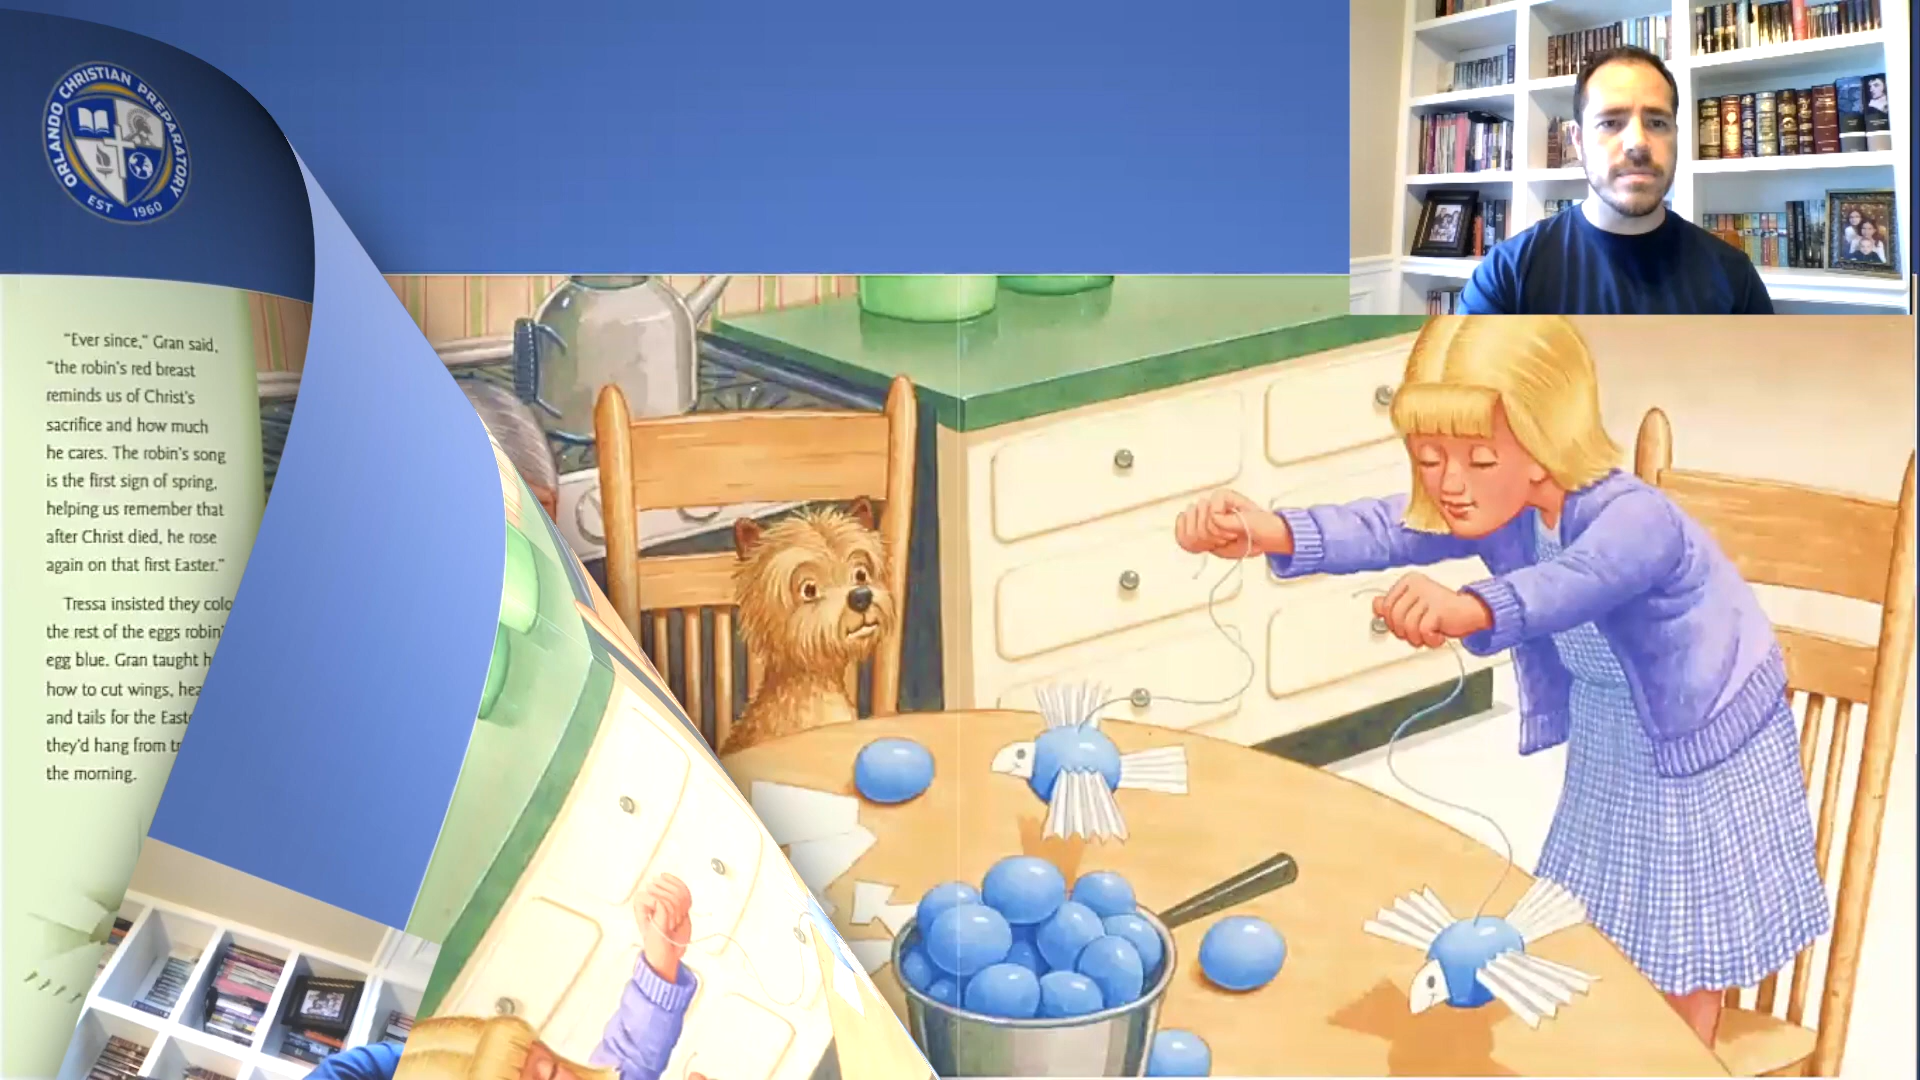 ORLANDO CHRISTIAN PREPARATORY
EST 1960
"Ever since," Gran said,
"the robin's red breast
reminds us of Christ's
sacrifice and how much
he cares. The robin's song
is the first sign of spring,
helping us remember that
after Christ died, he rose
again on that first Easter."
Tressa insisted they colo
the rest of the eggs robin'
egg blue. Gran taught h
how to cut wings, hea
and tails for the East
they'd hang from tr
the morning.